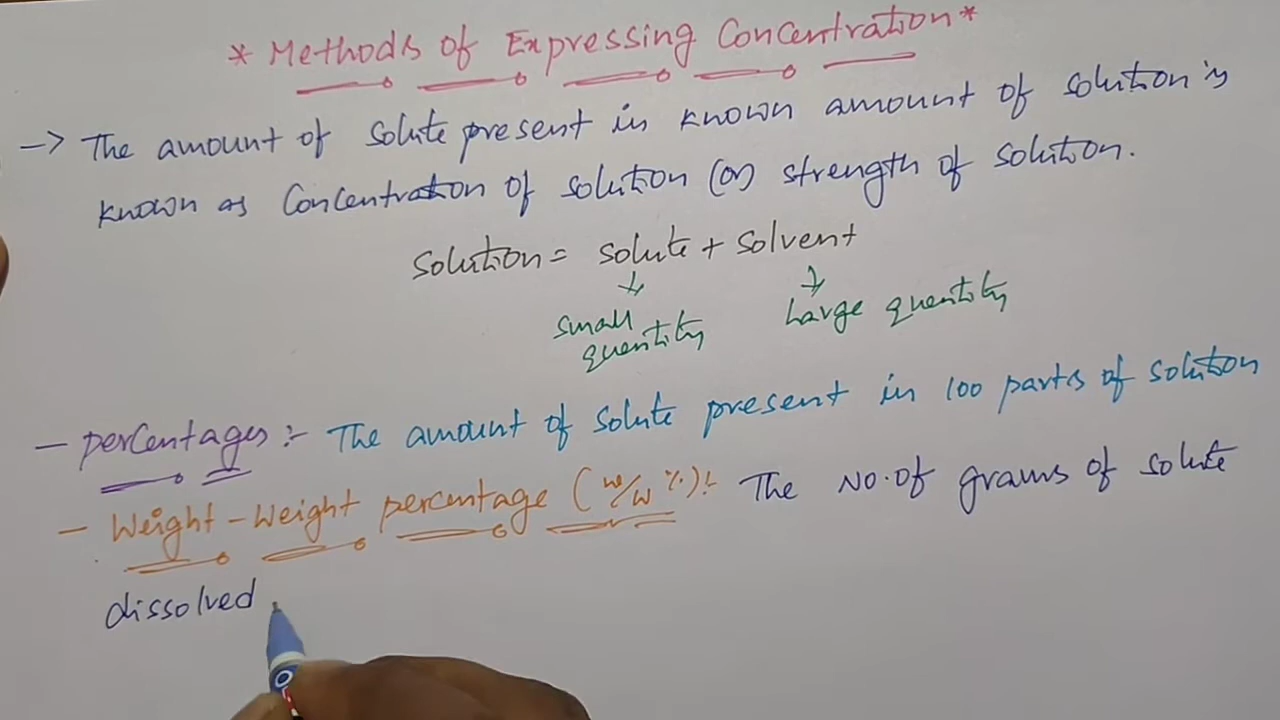 * Methods of Expressing Concentration *
-> The amount of solute present in known amount of solution is
known as Concentration of solution (or) strength of solution.
solution = solute + solvent
small quantity
Large quantity
- percentages :- The amount of solute present in 100 parts of solution
- Weight - Weight percentage (w/w %) :- The No. of grams of solute
dissolved